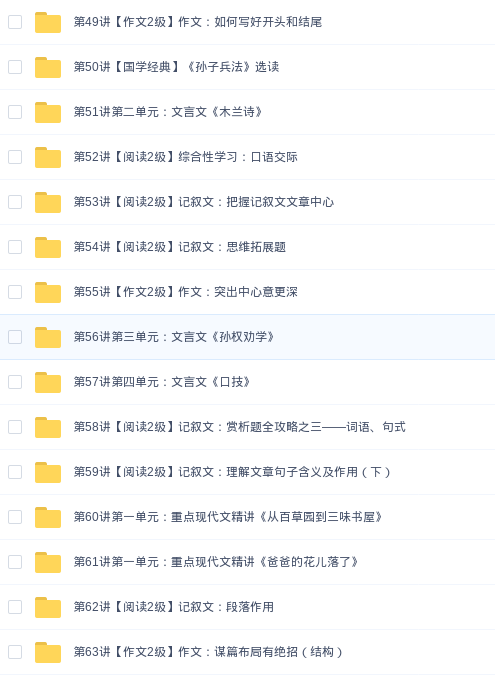 第49讲【作文2级】作文：如何写好开头和结尾
第50讲【国学经典】《孙子兵法》选读
第51讲第二单元：文言文《木兰诗》
第52讲【阅读2级】综合性学习：口语交际
第53讲【阅读2级】记叙文：把握记叙文文章中心
第54讲【阅读2级】记叙文：思维拓展题
第55讲【作文2级】作文：突出中心意更深
第56讲第三单元：文言文《孙权劝学》
第57讲第四单元：文言文《口技》
第58讲【阅读2级】记叙文：赏析题全攻略之三——词语、句式
第59讲【阅读2级】记叙文：理解文章句子含义及作用（下）
第60讲第一单元：重点现代文精讲《从百草园到三味书屋》
第61讲第一单元：重点现代文精讲《爸爸的花儿落了》
第62讲【阅读2级】记叙文：段落作用
第63讲【作文2级】作文：谋篇布局有绝招（结构）